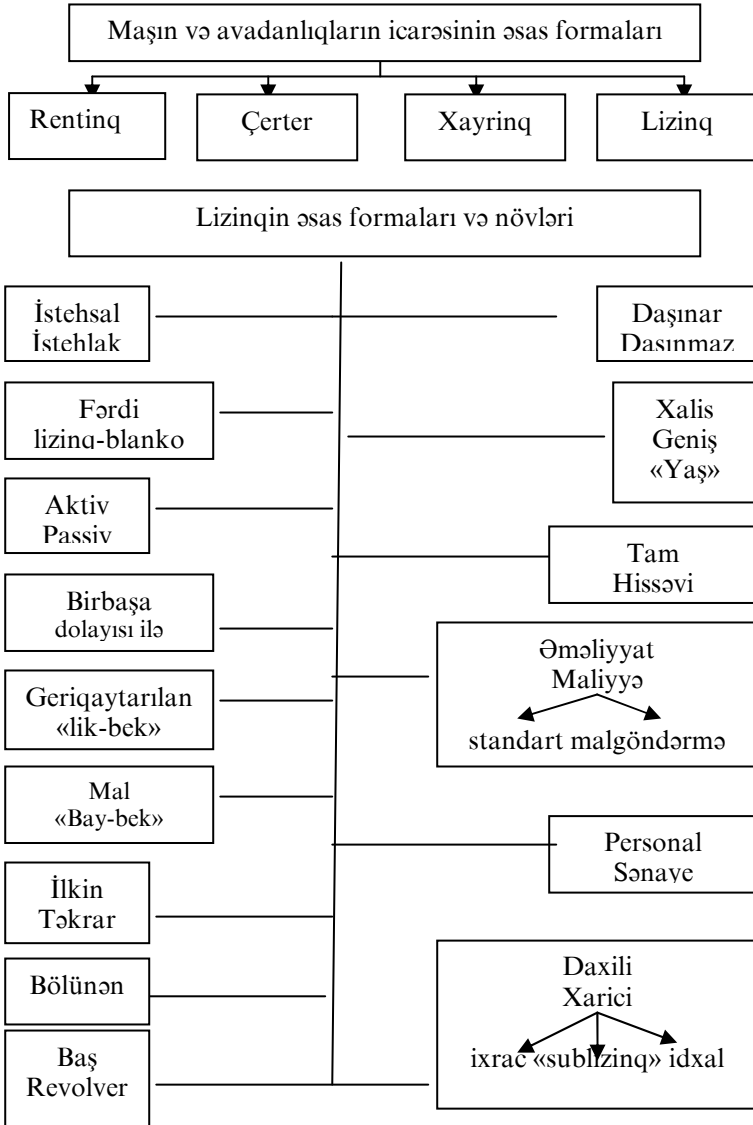 Maşın və avadanlıqların icarəsinin əsas formaları
Rentinq
Çerter
Xayrinq
Lizinq
Lizinqin əsas formaları və növləri
İstehsal
İstehlak
Daşınar
Daşınmaz
Fərdi
lizinq-blanko
Xalis
Geniş
«Yaş»
Aktiv
Passiv
Tam
Hissəvi
Birbaşa
dolayısı ilə
Əməliyyat
Maliyyə
standart malgöndərmə
Geriqaytarılan
«lik-bek»
Mal
«Bay-bek»
Personal
Sənaye
İlkin
Təkrar
Bölünən
Daxili
Xarici
ixrac «sublizinq» idxal
Baş
Revolver